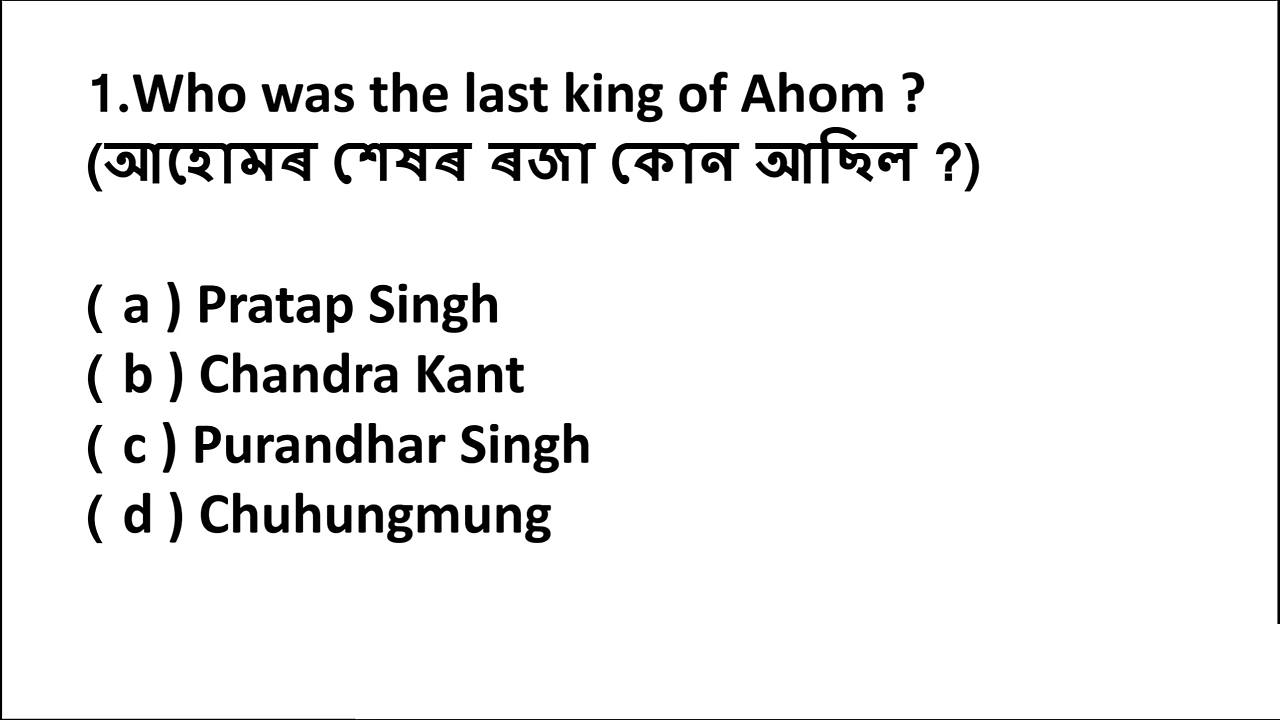 1.Who was the last king of Ahom ?
(আহোমৰ শেষৰ ৰজা কোন আছিল ?)
( a ) Pratap Singh
( b ) Chandra Kant
( c ) Purandhar Singh
( d ) Chuhungmung